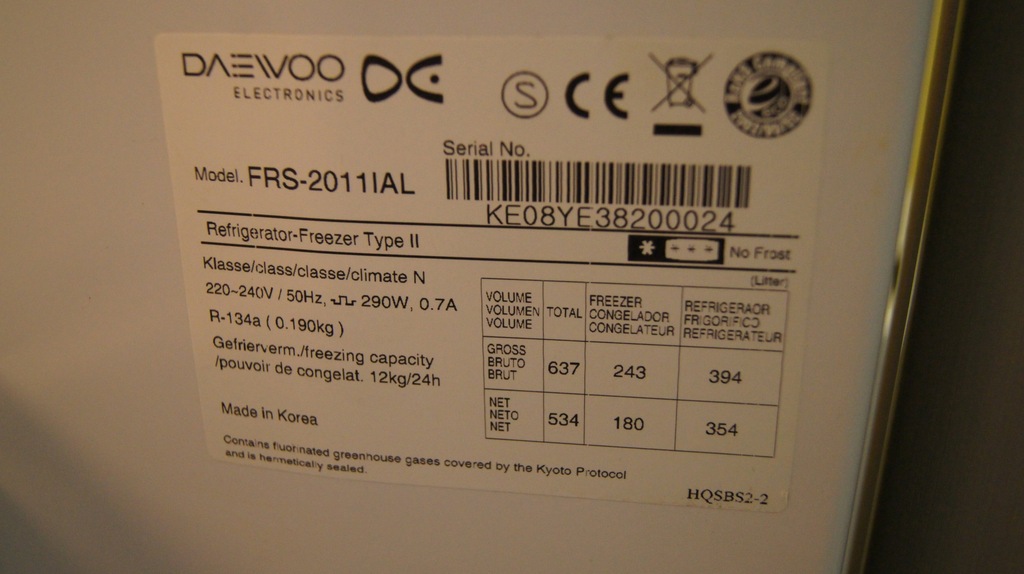 DAEWOO
ELECTRONICS
S CE
Serial No.
Model. FRS-2011IAL
KE08YE38200024
Refrigerator-Freezer Type II
No Frost
(Litter)
Klasse/class/classe/climate N
220~240V / 50Hz, 290W, 0.7A
R-134a ( 0.190kg )
Gefrierverm./freezing capacity
/pouvoir de congelat. 12kg/24h
Made in Korea
VOLUME
VOLUMEN
VOLUME
TOTAL
FREEZER
CONGELADOR
CONGELATEUR
REFRIGERAOR
FRIGORIFICO
REFRIGERATEUR
GROSS
BRUTO
BRUT
637 243 394
NET
NETO
NET
534 180 354
Contains fluorinated greenhouse gases covered by the Kyoto Protocol
and is hermetically sealed.
HQSBS2-2